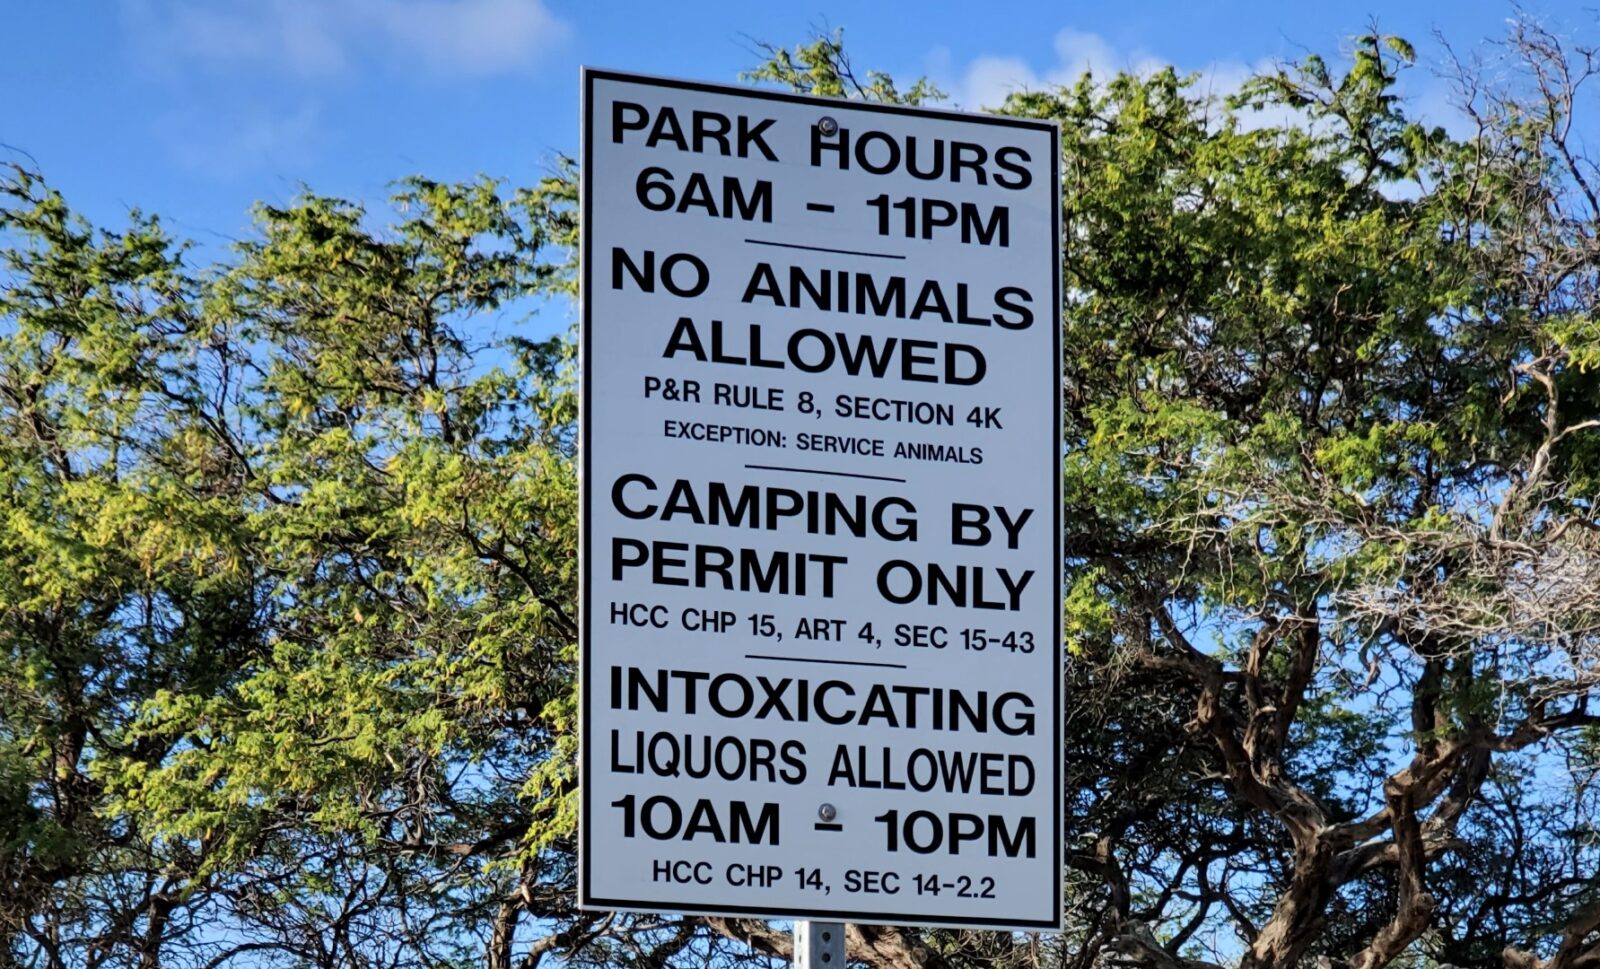 PARK HOURS
6AM - 11PM
NO ANIMALS
ALLOWED
P&R RULE 8, SECTION 4K
EXCEPTION: SERVICE ANIMALS
CAMPING BY
PERMIT ONLY
HCC CHP 15, ART 4, SEC 15-43
INTOXICATING
LIQUORS ALLOWED
10AM - 10PM
HCC CHP 14, SEC 14-2.2